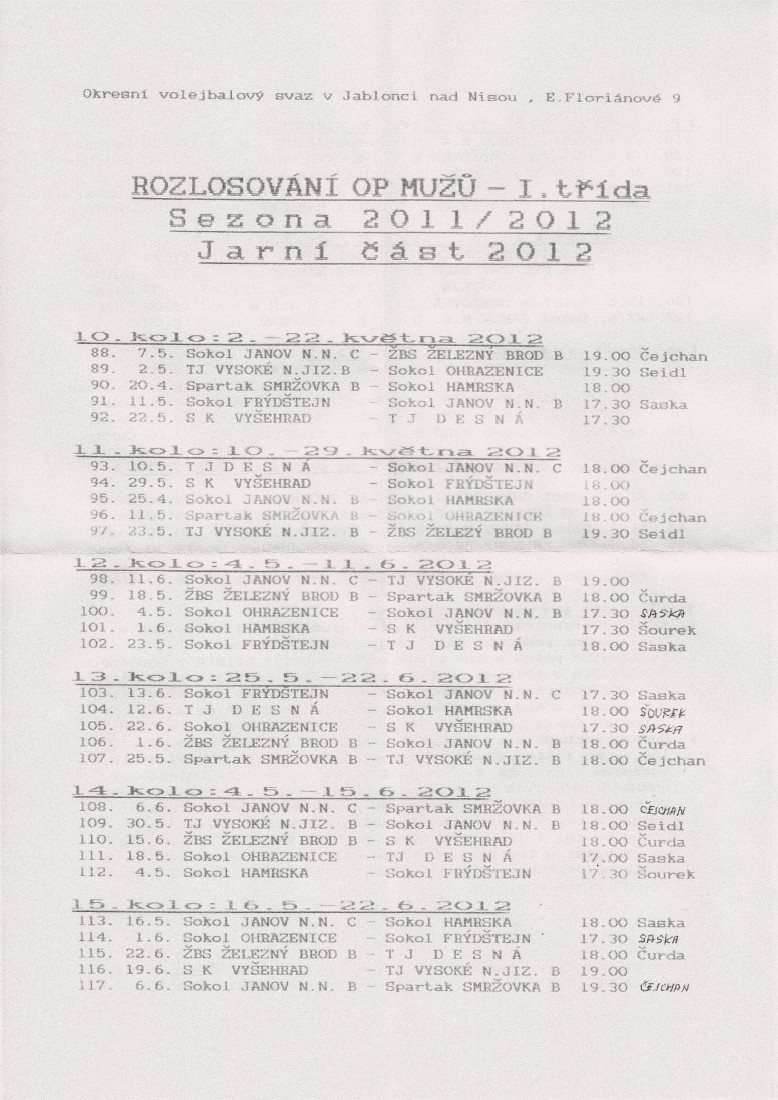 Okresní volejbalový svaz v Jablonci nad Nisou , E.Floriánové 9
ROZLOSOVÁNÍ OP MUŽŮ – I.třída
Sezona 2011/2012
Jarní část 2012
10.kolo:2.–22.května 2012
88. 7.5. Sokol JANOV N.N. C – ŽBS ŽELEZNÝ BROD B 19.00 Čejchan
89. 2.5. TJ VYSOKÉ N.JIZ.B – Sokol OHRAZENICE 19.30 Seidl
90. 20.4. Spartak SMRŽOVKA B – Sokol HAMRSKA 18.00
91. 11.5. Sokol FRÝDŠTEJN – Sokol JANOV N.N. B 17.30 Saska
92. 22.5. S K VYŠEHRAD – T J D E S N Á 17.30
11.kolo:10.–29.května 2012
93. 10.5. T J D E S N Á – Sokol JANOV N.N. C 18.00 Čejchan
94. 29.5. S K VYŠEHRAD – Sokol FRÝDŠTEJN 18.00
95. 25.4. Sokol JANOV N.N. B – Sokol HAMRSKA 18.00
96. 11.5. Spartak SMRŽOVKA B – Sokol OHRAZENICE 18.00 Čejchan
97. 23.5. TJ VYSOKÉ N.JIZ. B – ŽBS ŽELEZÝ BROD B 19.30 Seidl
12.kolo:4.5.–11.6.2012
98. 11.6. Sokol JANOV N.N. C – TJ VYSOKÉ N.JIZ. B 19.00
99. 18.5. ŽBS ŽELEZNÝ BROD B – Spartak SMRŽOVKA B 18.00 Čurda
100. 4.5. Sokol OHRAZENICE – Sokol JANOV N.N. B 17.30 SASKA
101. 1.6. Sokol HAMRSKA – S K VYŠEHRAD 17.30 Šourek
102. 23.5. Sokol FRÝDŠTEJN – T J D E S N Á 18.00 Saska
13.kolo:25.5.–22.6.2012
103. 13.6. Sokol FRÝDŠTEJN – Sokol JANOV N.N. C 17.30 Saska
104. 12.6. T J D E S N Á – Sokol HAMRSKA 18.00 ŠOUREK
105. 22.6. Sokol OHRAZENICE – S K VYŠEHRAD 17.30 SASKA
106. 1.6. ŽBS ŽELEZNÝ BROD B – Sokol JANOV N.N. B 18.00 Čurda
107. 25.5. Spartak SMRŽOVKA B – TJ VYSOKÉ N.JIZ. B 18.00 Čejchan
14.kolo:4.5.–15.6.2012
108. 6.6. Sokol JANOV N.N. C – Spartak SMRŽOVKA B 18.00 ČEJCHAN
109. 30.5. TJ VYSOKÉ N.JIZ. B – Sokol JANOV N.N. B 18.00 Seidl
110. 15.6. ŽBS ŽELEZNÝ BROD B – S K VYŠEHRAD 18.00 Čurda
111. 18.5. Sokol OHRAZENICE – TJ D E S N Á 17.00 Saska
112. 4.5. Sokol HAMRSKA – Sokol FRÝDŠTEJN 17.30 Šourek
15.kolo:16.5.–22.6.2012
113. 16.5. Sokol JANOV N.N. C – Sokol HAMRSKA 18.00 Saska
114. 1.6. Sokol OHRAZENICE – Sokol FRÝDŠTEJN 17.30 SASKA
115. 22.6. ŽBS ŽELEZNÝ BROD B – T J D E S N Á 18.00 Čurda
116. 19.6. S K VYŠEHRAD – TJ VYSOKÉ N.JIZ. B 19.00
117. 6.6. Sokol JANOV N.N. B – Spartak SMRŽOVKA B 19.30 ČEJCHAN